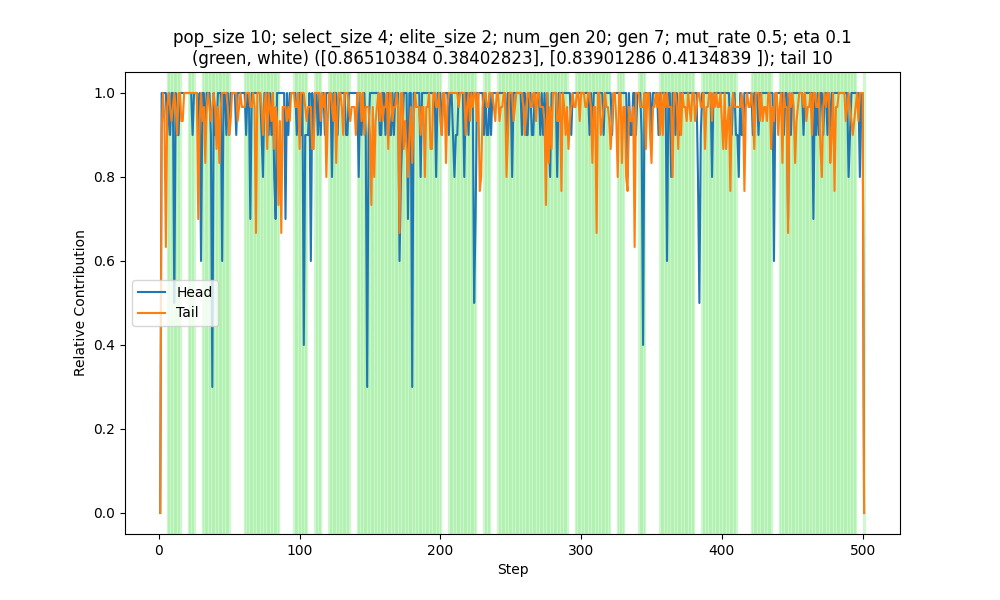 pop_size 10; select_size 4; elite_size 2; num_gen 20; gen 7; mut_rate 0.5; eta 0.1
(green, white) ([0.86510384 0.38402823], [0.83901286 0.4134839 ]); tail 10
1.0
0.8
0.6
0.4
0.2
0.0
Relative Contribution
Head
Tail
0
100
200
300
400
500
Step